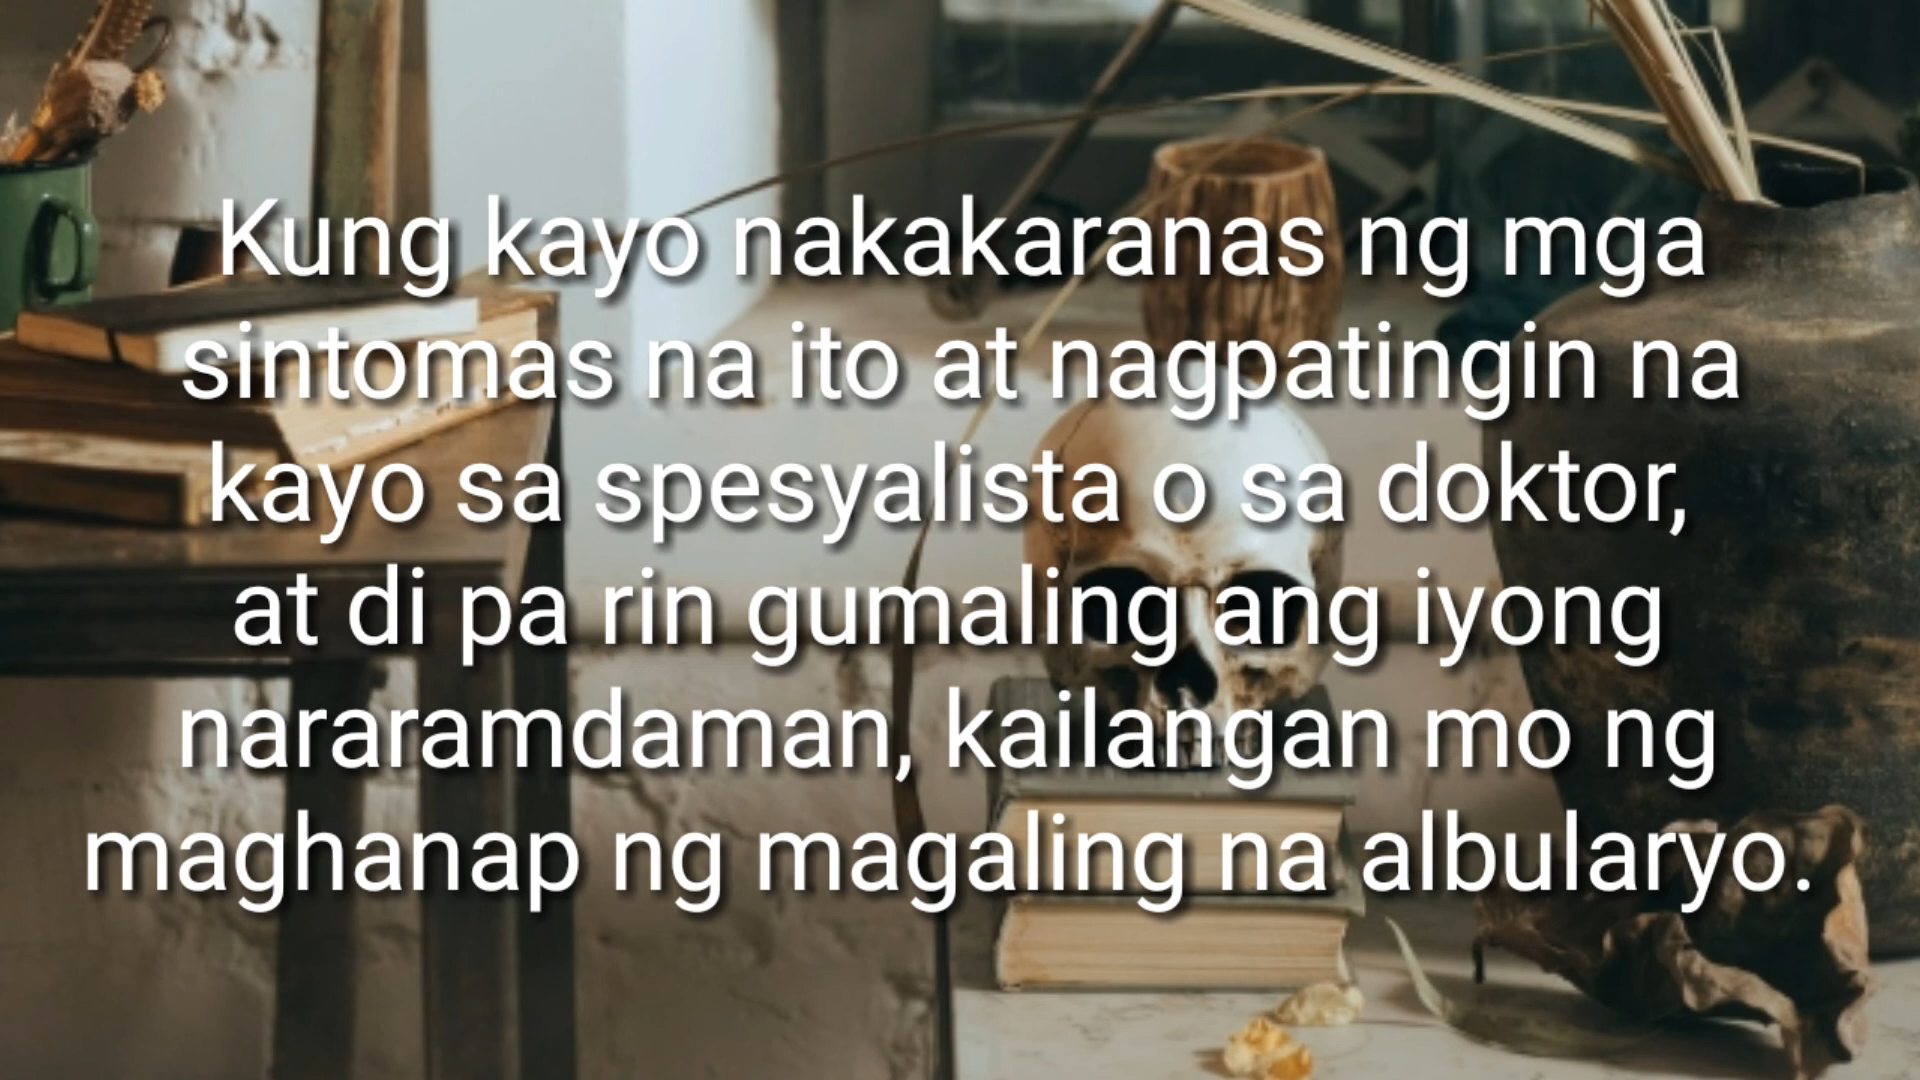 Kung kayo nakakaranas ng mga
sintomas na ito at nagpatingin na
kayo sa spesyalista o sa doktor,
at di pa rin gumaling ang iyong
nararamdaman, kailangan mo ng
maghanap ng magaling na albularyo.